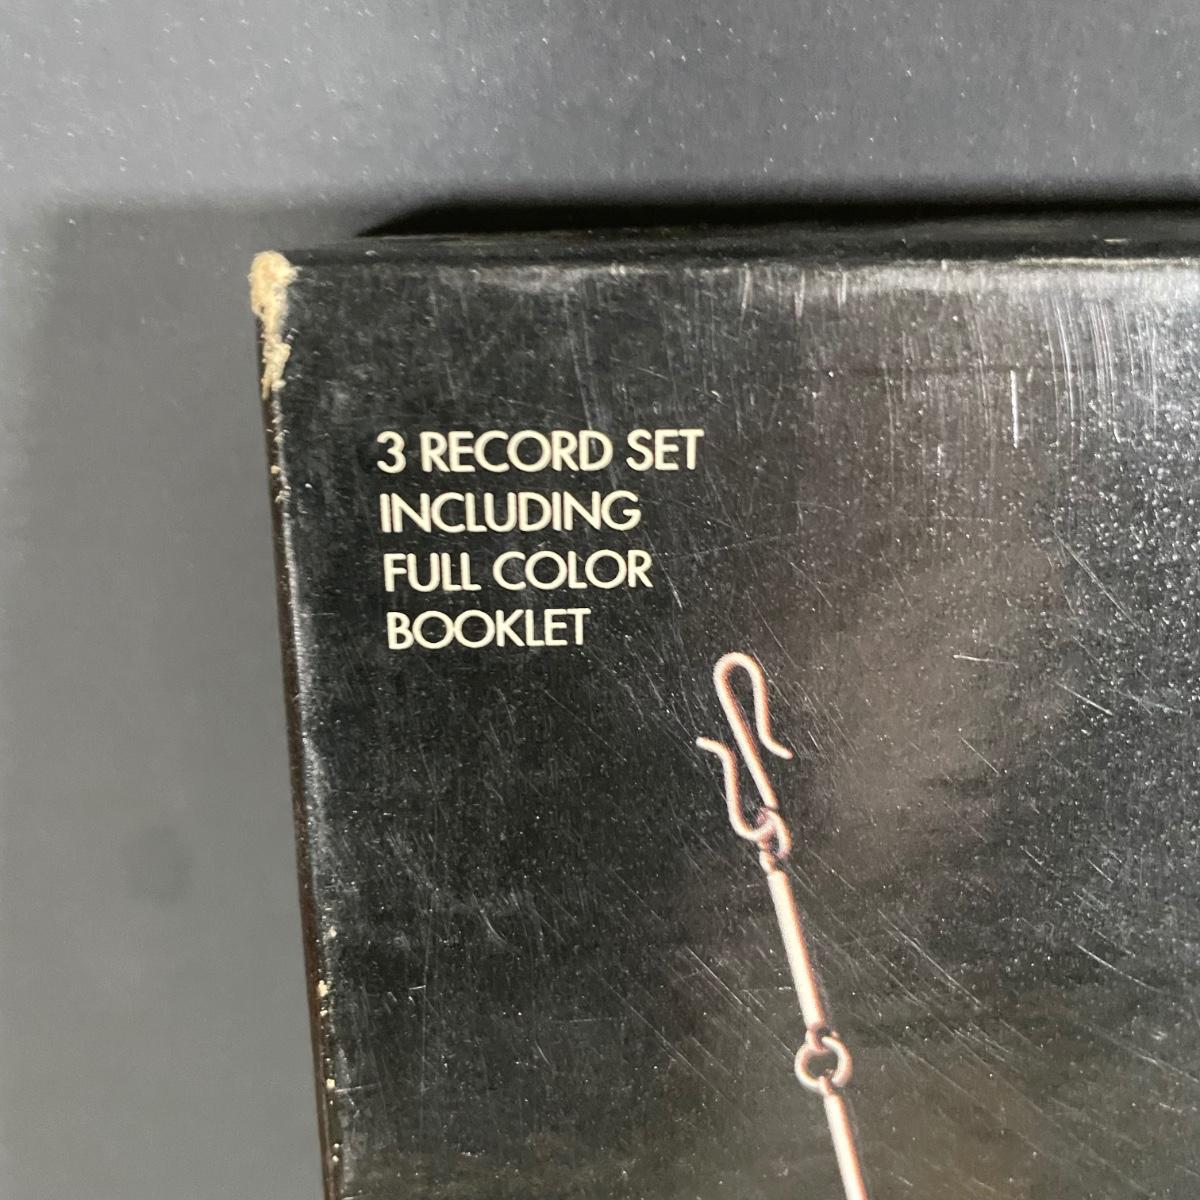 3 RECORD SET
INCLUDING
FULL COLOR
BOOKLET